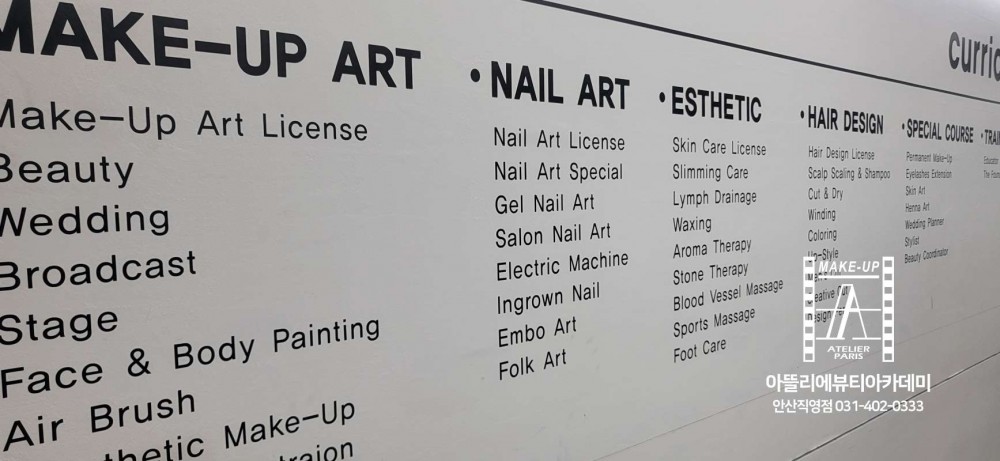 MAKE-UP ART
Make-Up Art License
Beauty
Wedding
Broadcast
Stage
Face & Body Painting
Air Brush
Make-Up
• NAIL ART
Nail Art License
Nail Art Special
Gel Nail Art
Salon Nail Art
Electric Machine
Ingrown Nail
Embo Art
Folk Art
• ESTHETIC
Skin Care License
Slimming Care
Lymph Drainage
Waxing
Aroma Therapy
Stone Therapy
Blood Vessel Massage
Sports Massage
Foot Care
• HAIR DESIGN
Hair Design License
Scalp Scaling & Shampoo
Cut & Dry
Winding
Coloring
Up-Style
• SPECIAL COURSE
Permanent Make-Up
Eyelashes Extension
Skin Art
Henna Art
Wedding Planner
Stylist
Beauty Coordinator
Educator
MAKE-UP
ATELIER
PARIS
아뜰리에뷰티아카데미
안산직영점 031-402-0333